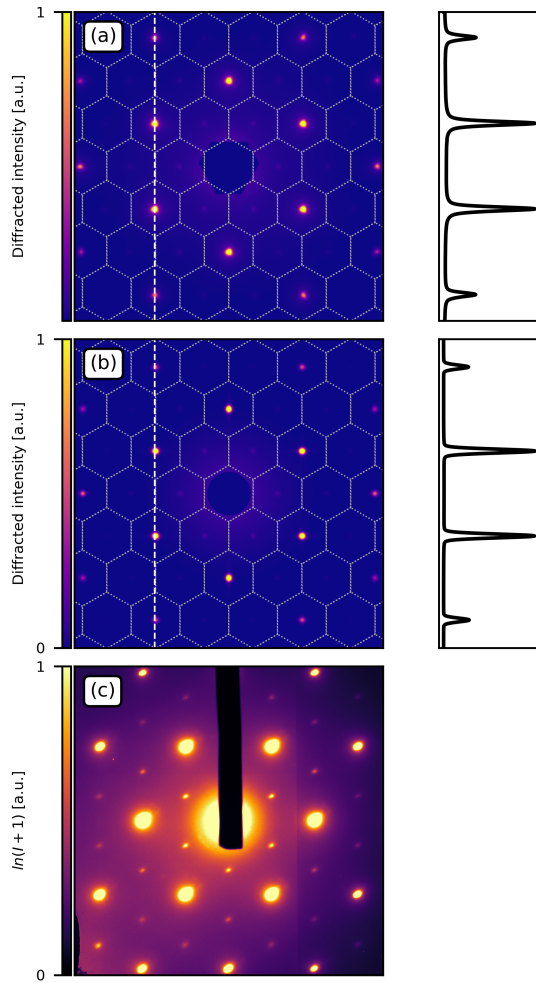 1
(a)
Diffracted intensity [a.u.]
1
(b)
Diffracted intensity [a.u.]
0
1
(c)
ln(I + 1) [a.u.]
0